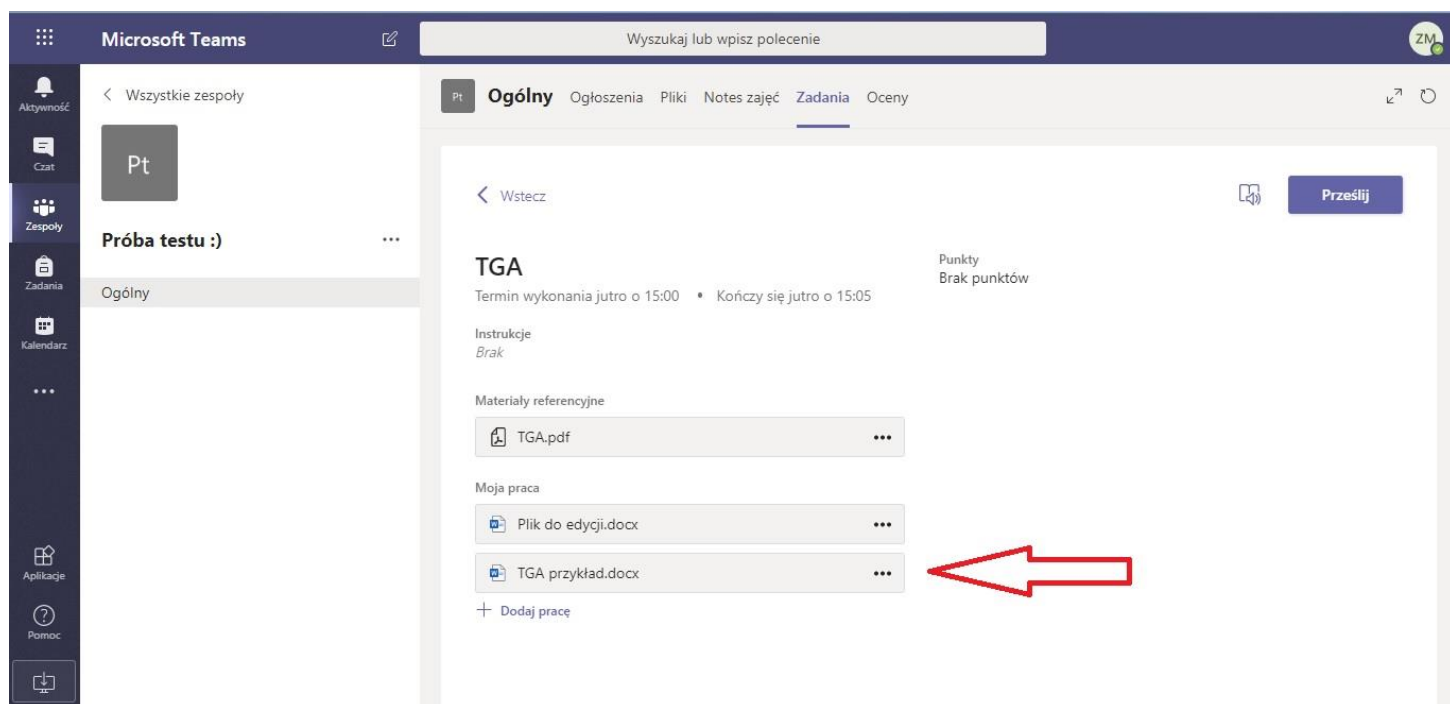 Microsoft Teams
Wyszukaj lub wpisz polecenie
ZM
Aktywność
Czat
Zespoły
Zadania
Kalendarz
Aplikacje
Pomoc
Wszystkie zespoły
Pt
Próba testu :)
Ogólny
Pt Ogólny Ogłoszenia Pliki Notes zajęć Zadania Oceny
Wstecz
Prześlij
TGA
Termin wykonania jutro o 15:00 • Kończy się jutro o 15:05
Punkty
Brak punktów
Instrukcje
Brak
Materiały referencyjne
TGA.pdf
Moja praca
Plik do edycji.docx
TGA przykład.docx
+ Dodaj pracę